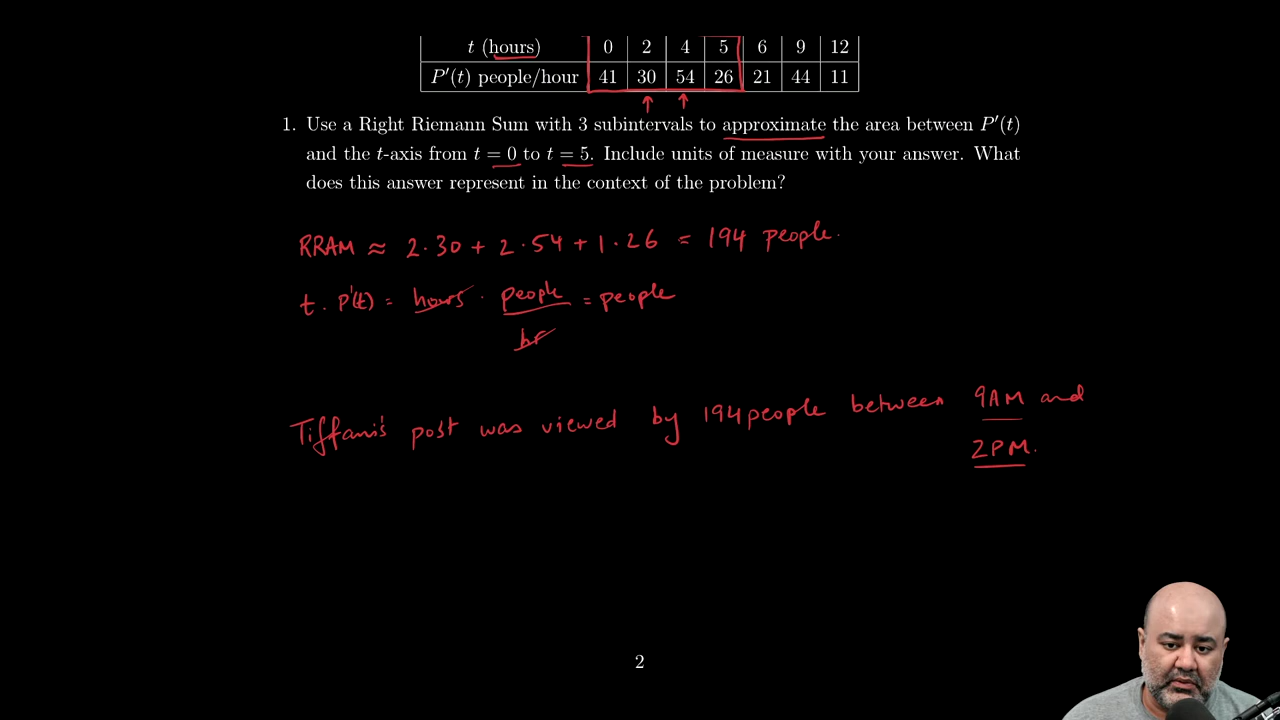 t (hours) 0 2 4 5 6 9 12
P′(t) people/hour 41 30 54 26 21 44 11
1. Use a Right Riemann Sum with 3 subintervals to approximate the area between P′(t)
and the t-axis from t = 0 to t = 5. Include units of measure with your answer. What
does this answer represent in the context of the problem?
RRAM ≈ 2·30 + 2·54 + 1·26 = 194 people.
t · P'(t) = hours · people = people
hr
Tiffani's post was viewed by 194 people between 9AM and
2PM.
2